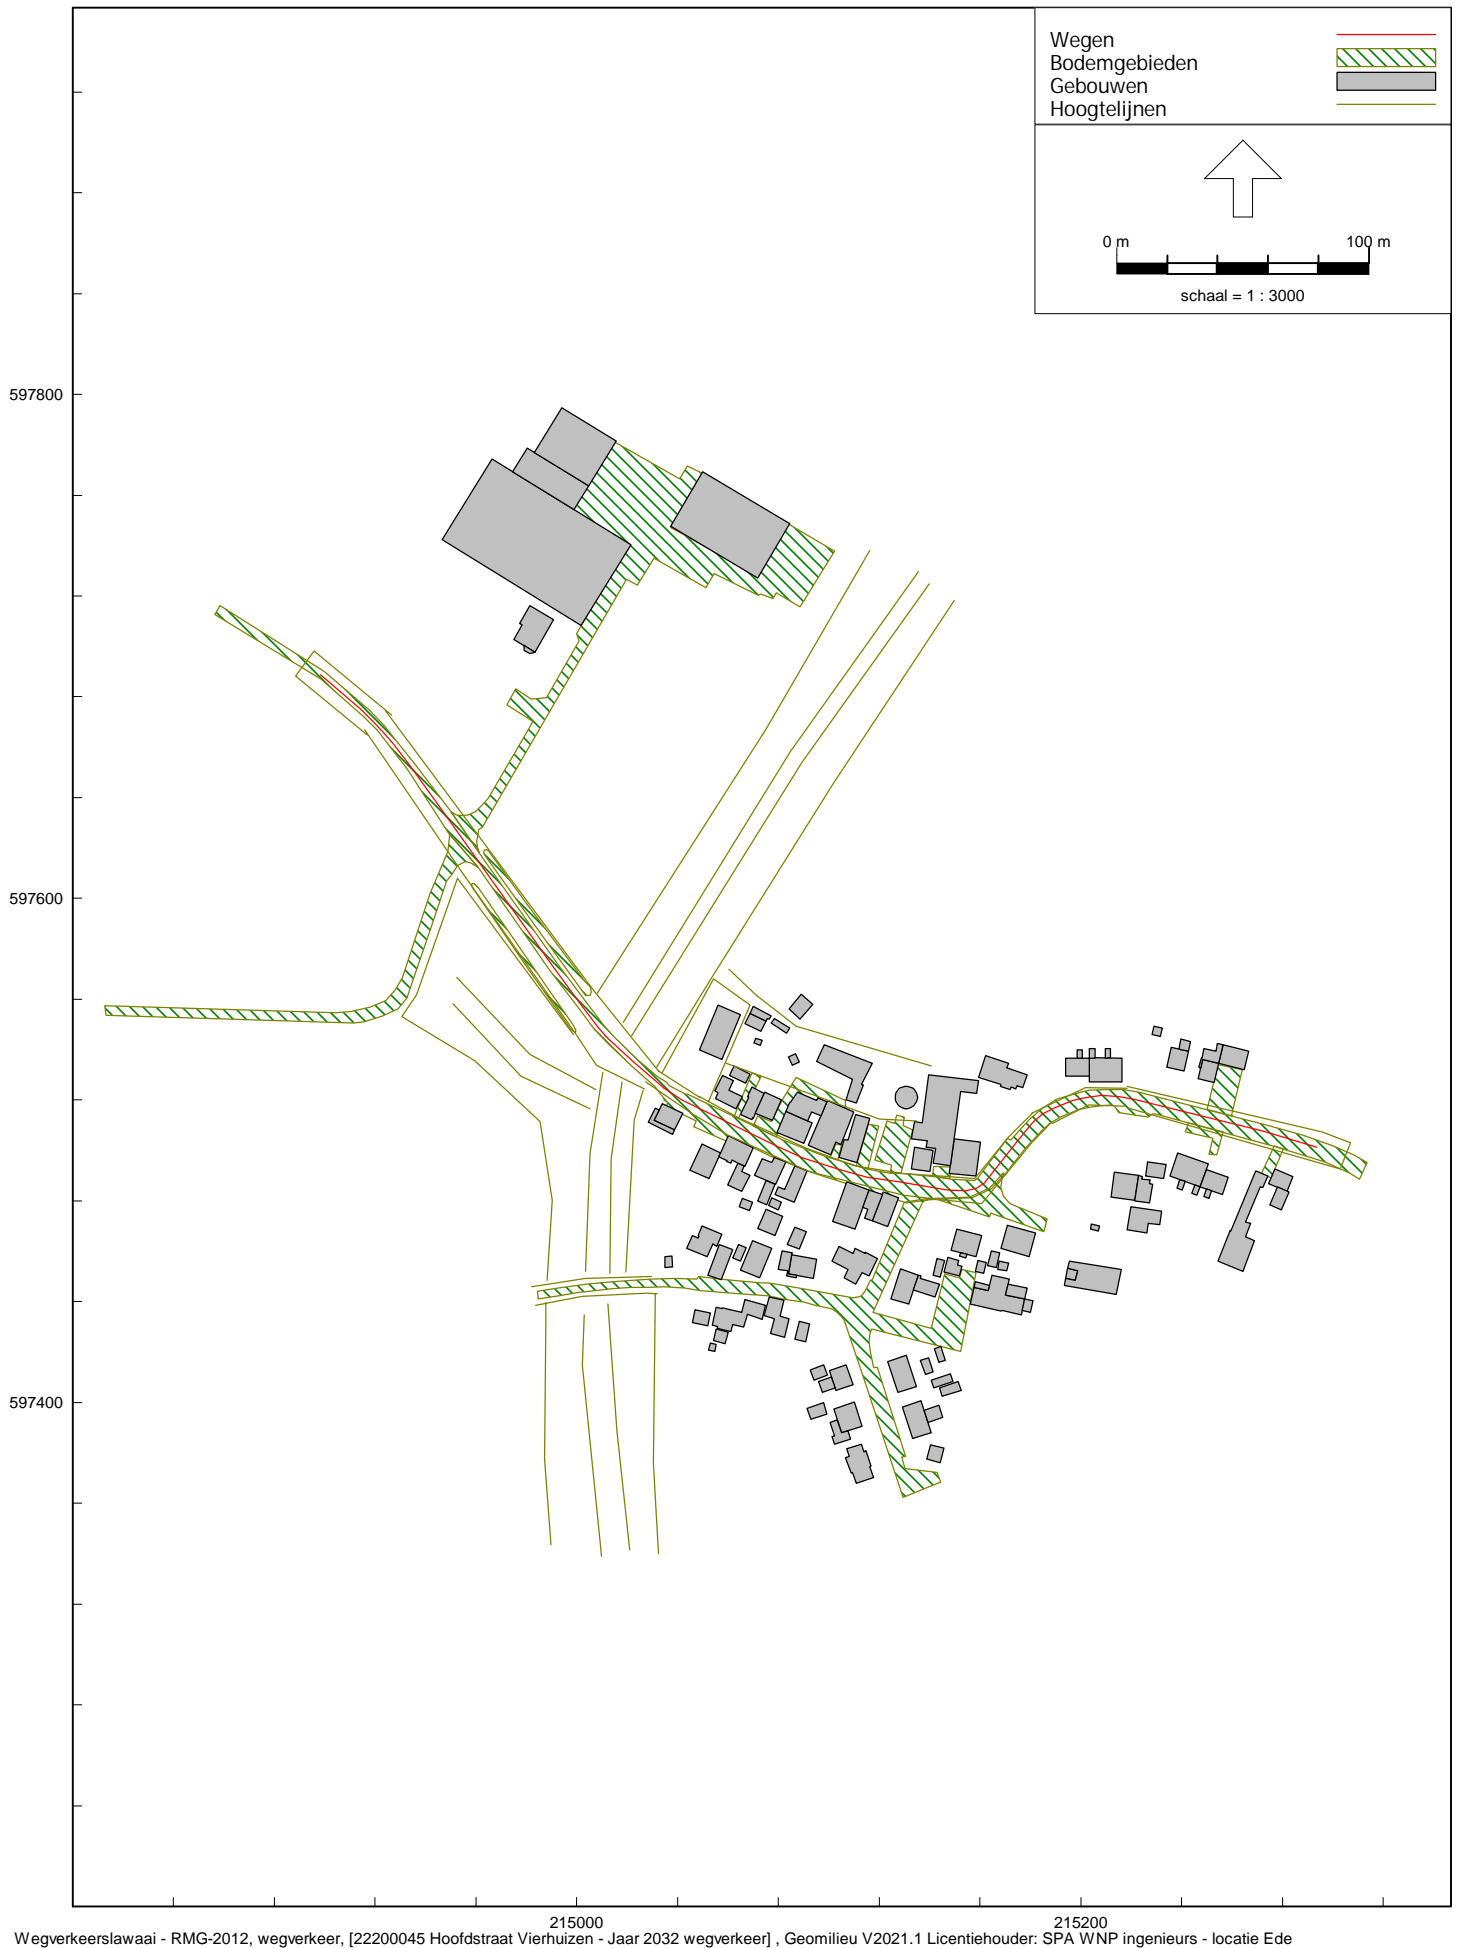 Wegen
Bodemgebieden
Gebouwen
Hoogtelijnen
0 m 100 m
schaal = 1 : 3000
597800
597600
597400
215000 215200
Wegverkeerslawaai - RMG-2012, wegverkeer, [22200045 Hoofdstraat Vierhuizen - Jaar 2032 wegverkeer] , Geomilieu V2021.1 Licentiehouder: SPA WNP ingenieurs - locatie Ede